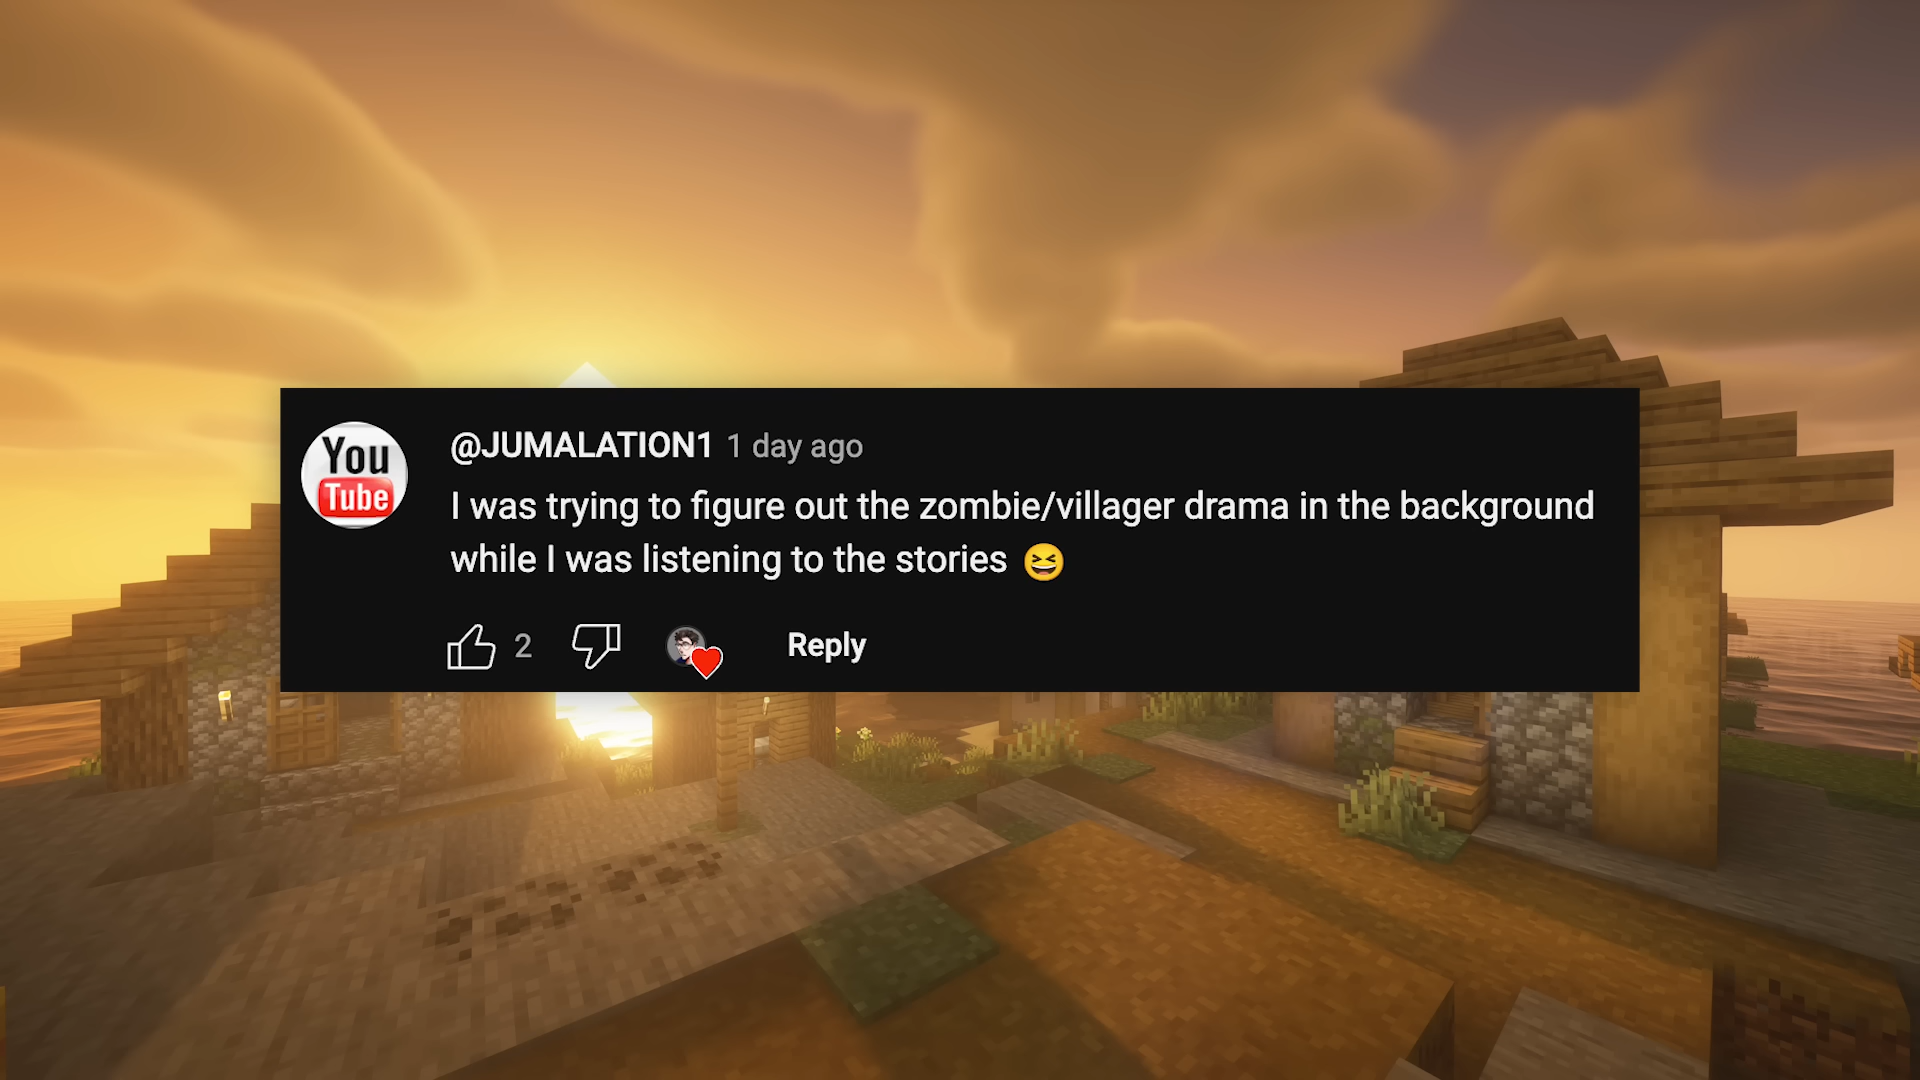 You
Tube
@JUMALATION1 1 day ago
I was trying to figure out the zombie/villager drama in the background
while I was listening to the stories 😆
2
Reply